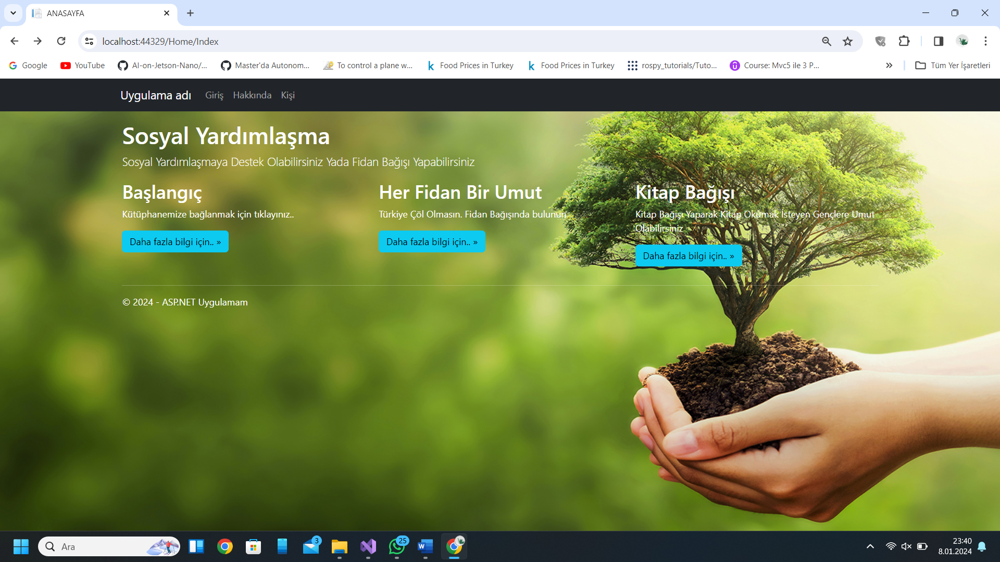 ANASAYFA
localhost:44329/Home/Index
Google
YouTube
AI-on-Jetson-Nano/...
Master'da Autonom...
To control a plane w...
Food Prices in Turkey
Food Prices in Turkey
rospy_tutorials/Tuto...
Course: Mvc5 ile 3 P...
Tüm Yer İşaretleri
Uygulama adı
Giriş
Hakkında
Kişi
Sosyal Yardımlaşma
Sosyal Yardımlaşmaya Destek Olabilirsiniz Yada Fidan Bağışı Yapabilirsiniz
Başlangıç
Kütüphanemize bağlanmak için tıklayınız..
Daha fazla bilgi için.. »
Her Fidan Bir Umut
Türkiye Çöl Olmasın. Fidan Bağışında bulunun.
Daha fazla bilgi için.. »
Kitap Bağışı
Kitap Bağışı Yaparak Kitap Okumak İsteyen Gençlere Umut
Olabilirsiniz
Daha fazla bilgi için.. »
© 2024 - ASP.NET Uygulamam
Ara
3
25
23:40
8.01.2024